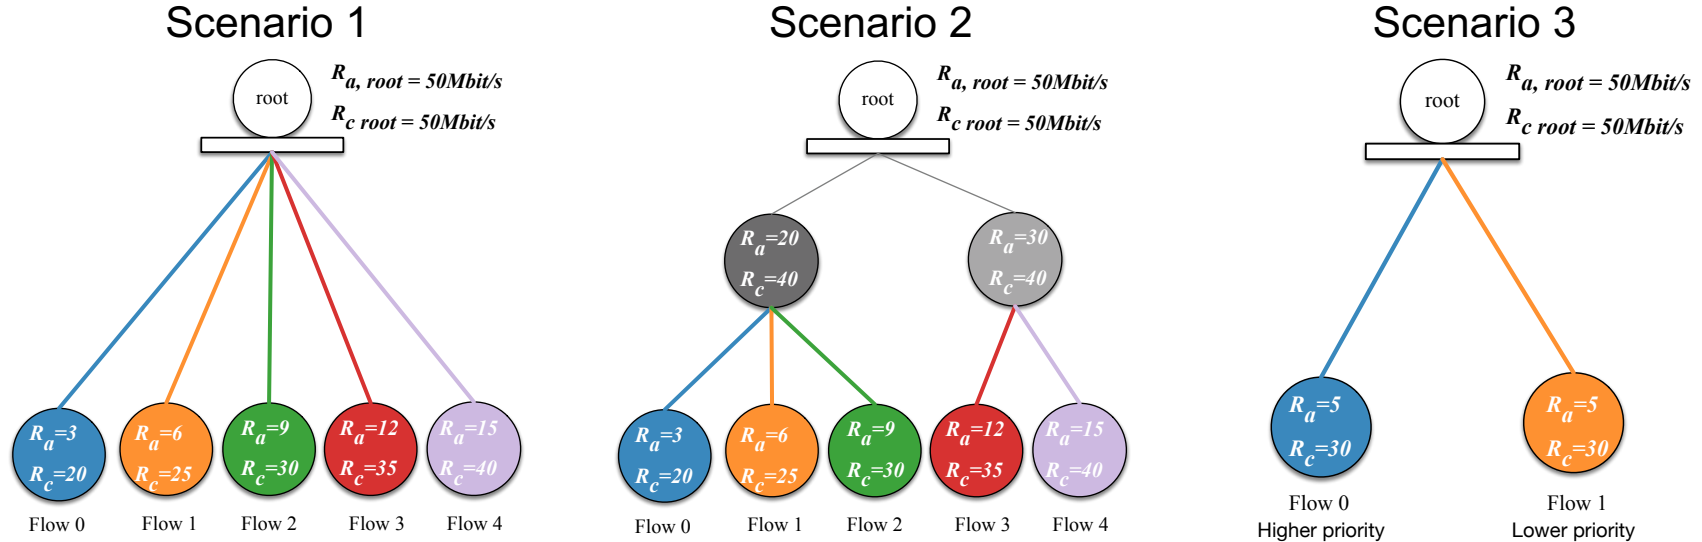 Scenario 1
root
Ra, root = 50Mbit/s
Rc root = 50Mbit/s
Ra=3
Rc=20
Flow 0
Ra=6
Rc=25
Flow 1
Ra=9
Rc=30
Flow 2
Ra=12
Rc=35
Flow 3
Ra=15
Rc=40
Flow 4
Scenario 2
root
Ra, root = 50Mbit/s
Rc root = 50Mbit/s
Ra=20
Rc=40
Ra=30
Rc=40
Ra=3
Rc=20
Flow 0
Ra=6
Rc=25
Flow 1
Ra=9
Rc=30
Flow 2
Ra=12
Rc=35
Flow 3
Ra=15
Rc=40
Flow 4
Scenario 3
root
Ra, root = 50Mbit/s
Rc root = 50Mbit/s
Ra=5
Rc=30
Flow 0
Higher priority
Ra=5
Rc=30
Flow 1
Lower priority